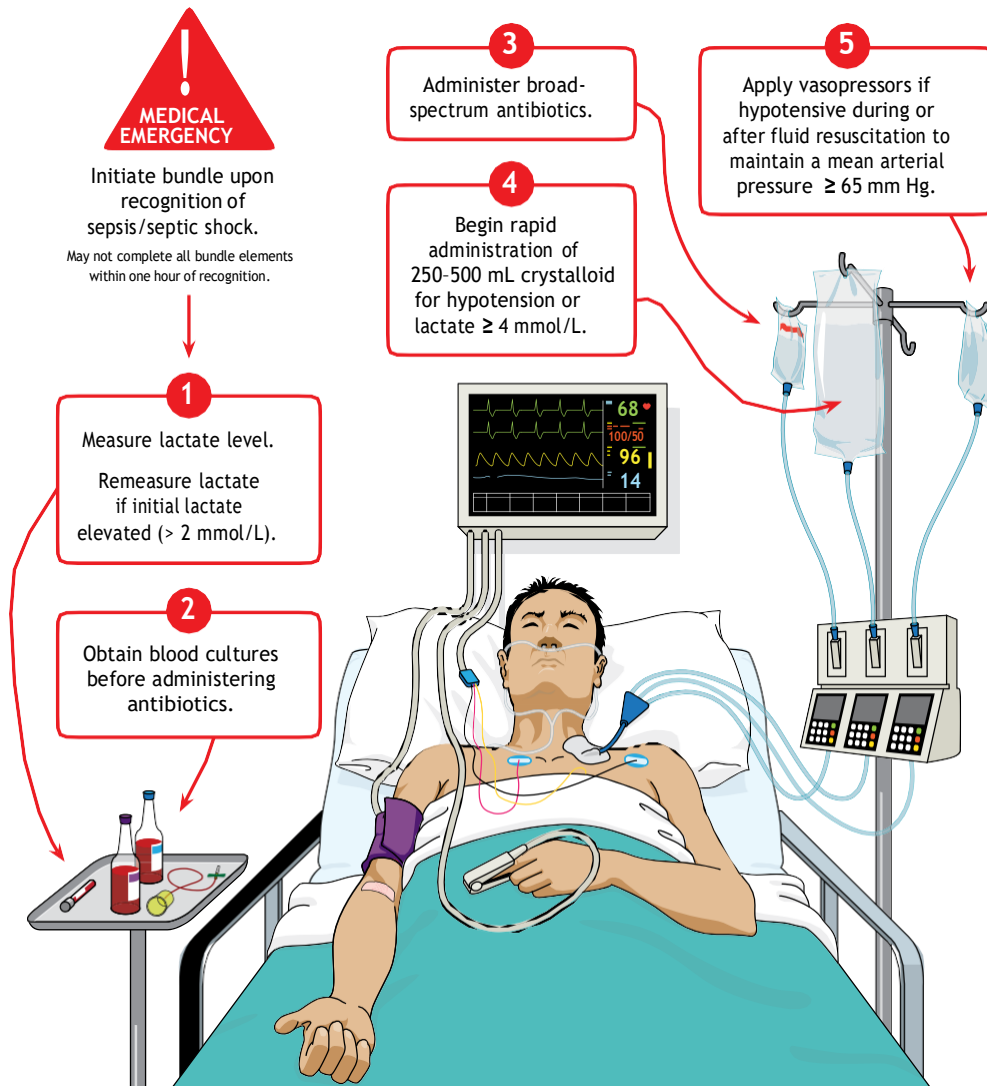 !
MEDICAL
EMERGENCY
Initiate bundle upon
recognition of
sepsis/septic shock.
May not complete all bundle elements
within one hour of recognition.
1
Measure lactate level.
Remeasure lactate
if initial lactate
elevated (> 2 mmol/L).
2
Obtain blood cultures
before administering
antibiotics.
3
Administer broad-
spectrum antibiotics.
4
Begin rapid
administration of
250-500 mL crystalloid
for hypotension or
lactate ≥ 4 mmol/L.
5
Apply vasopressors if
hypotensive during or
after fluid resuscitation to
maintain a mean arterial
pressure ≥ 65 mm Hg.
68
100/50
96
14